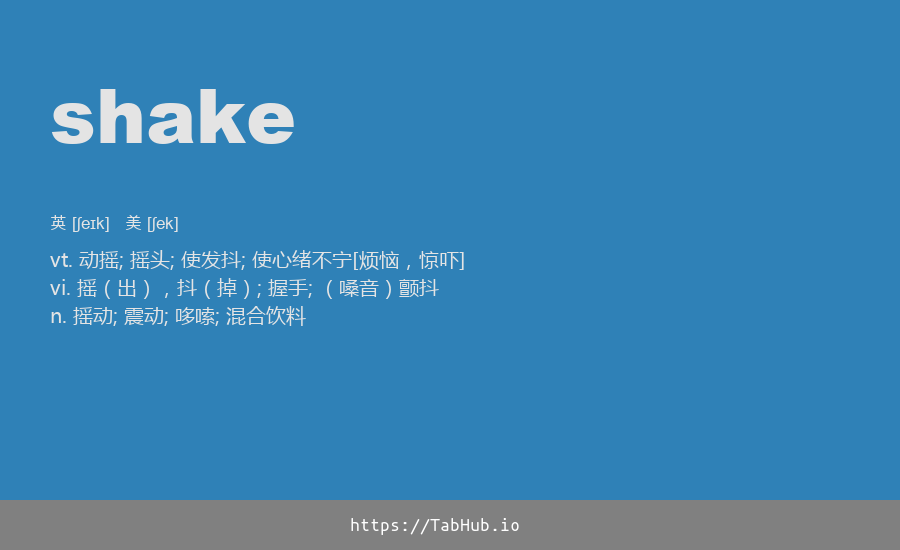 shake
英 [ʃeɪk] 美 [ʃek]
vt. 动摇; 摇头; 使发抖; 使心绪不宁[烦恼，惊吓]
vi. 摇（出），抖（掉）; 握手; （嗓音）颤抖
n. 摇动; 震动; 哆嗦; 混合饮料
https://TabHub.io